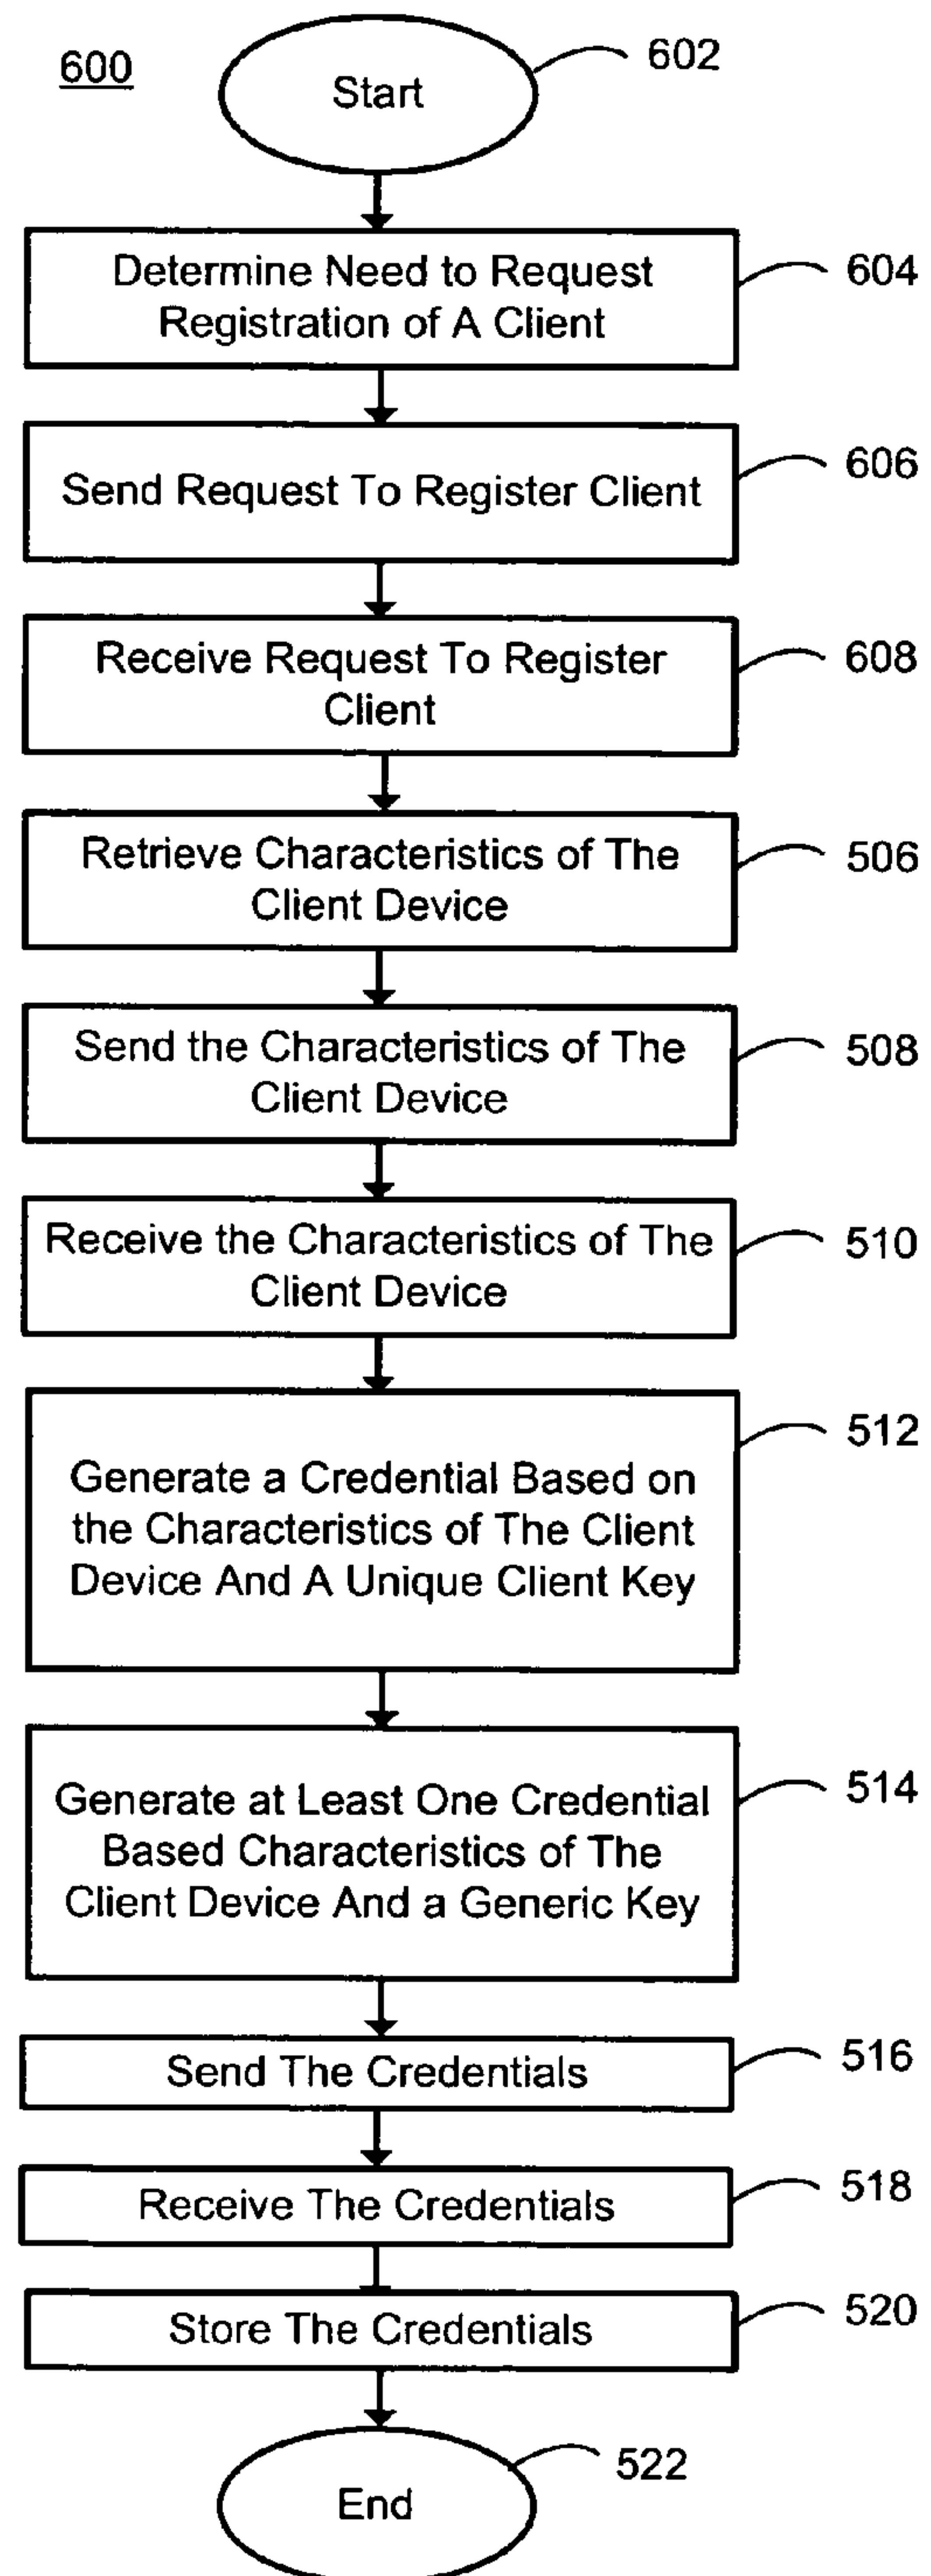 600
Start
602
Determine Need to Request
Registration of A Client
604
Send Request To Register Client
606
Receive Request To Register
Client
608
Retrieve Characteristics of The
Client Device
506
Send the Characteristics of The
Client Device
508
Receive the Characteristics of The
Client Device
510
Generate a Credential Based on
the Characteristics of The Client
Device And A Unique Client Key
512
Generate at Least One Credential
Based Characteristics of The
Client Device And a Generic Key
514
Send The Credentials
516
Receive The Credentials
518
Store The Credentials
520
End
522